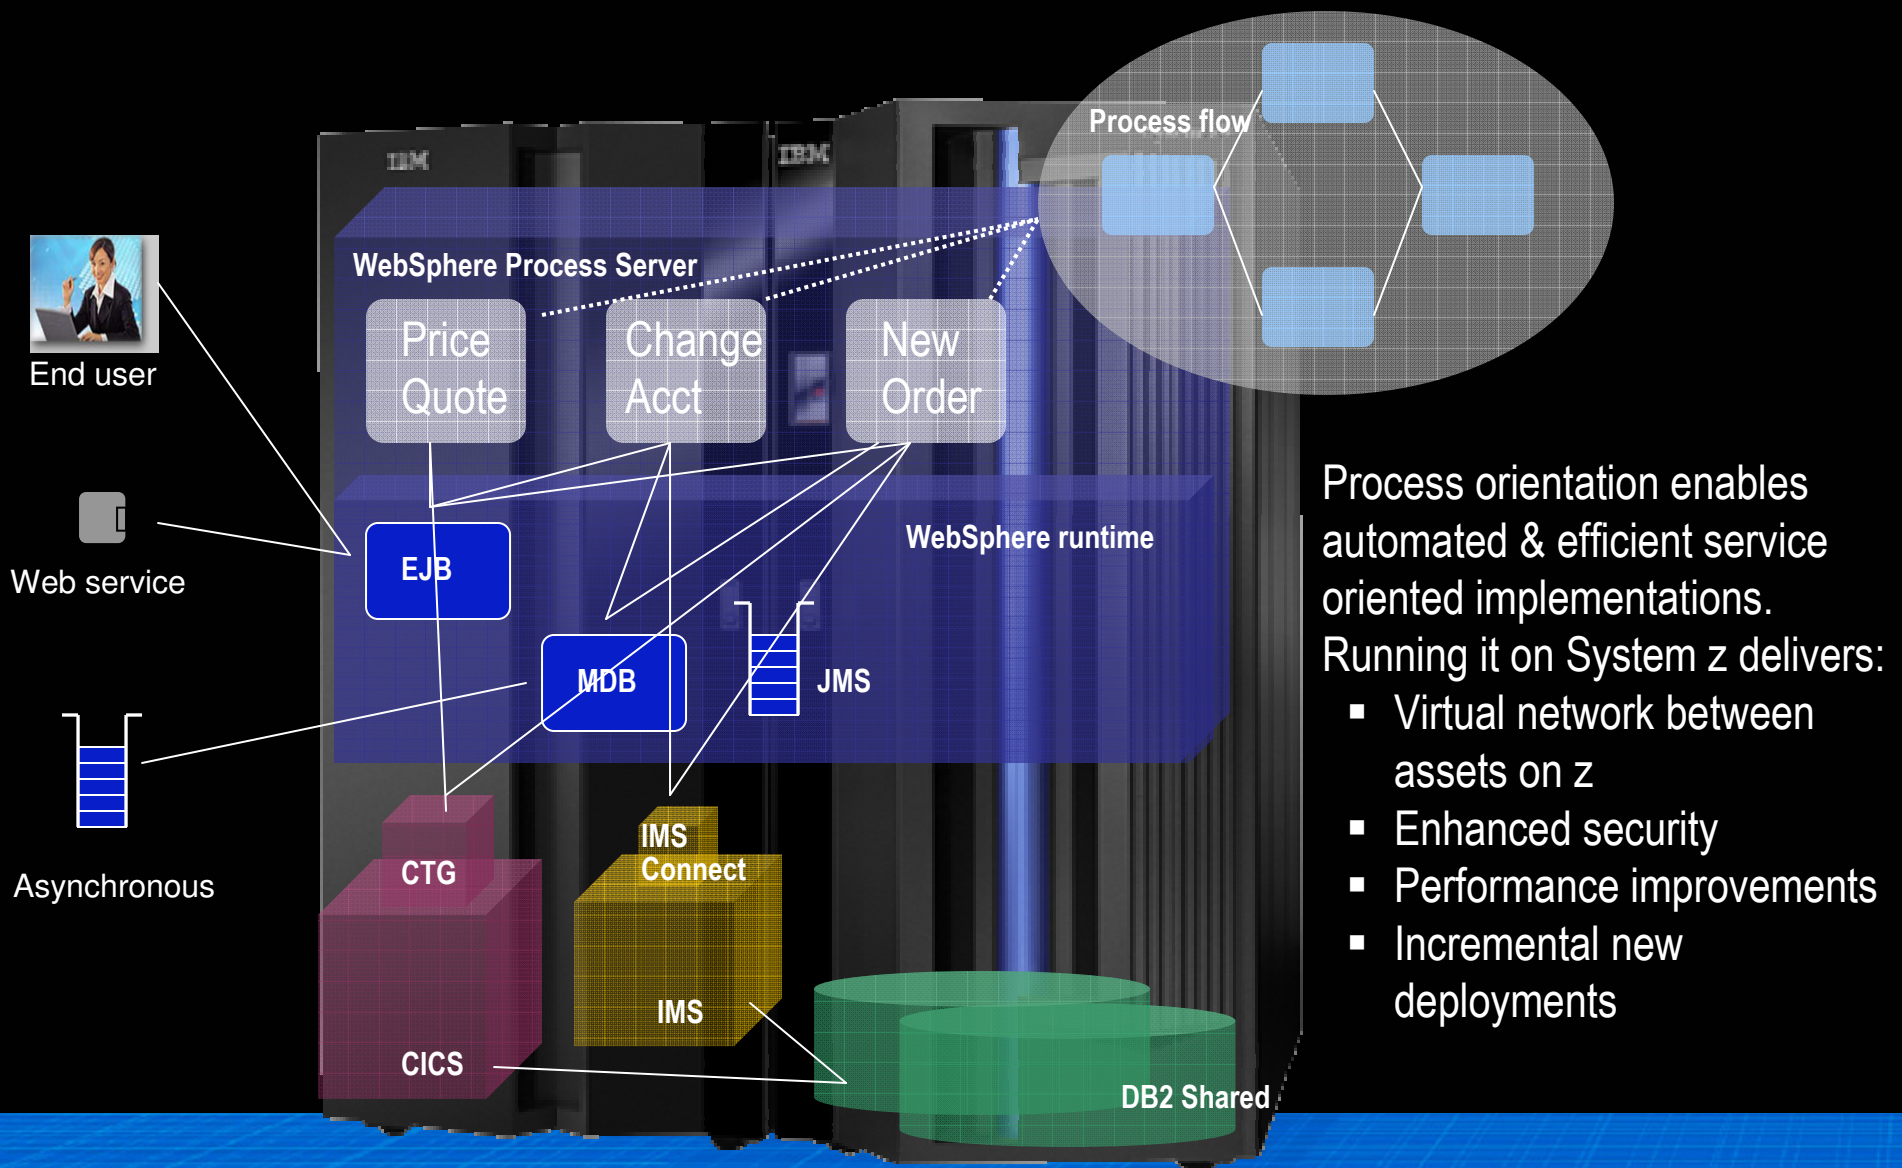 IBM
IBM
Process flow
WebSphere Process Server
Price
Quote
Change
Acct
New
Order
End user
WebSphere runtime
EJB
Web service
MDB
JMS
Asynchronous
CTG
IMS
Connect
IMS
CICS
DB2 Shared
Process orientation enables
automated & efficient service
oriented implementations.
Running it on System z delivers:
▪ Virtual network between
assets on z
▪ Enhanced security
▪ Performance improvements
▪ Incremental new
deployments